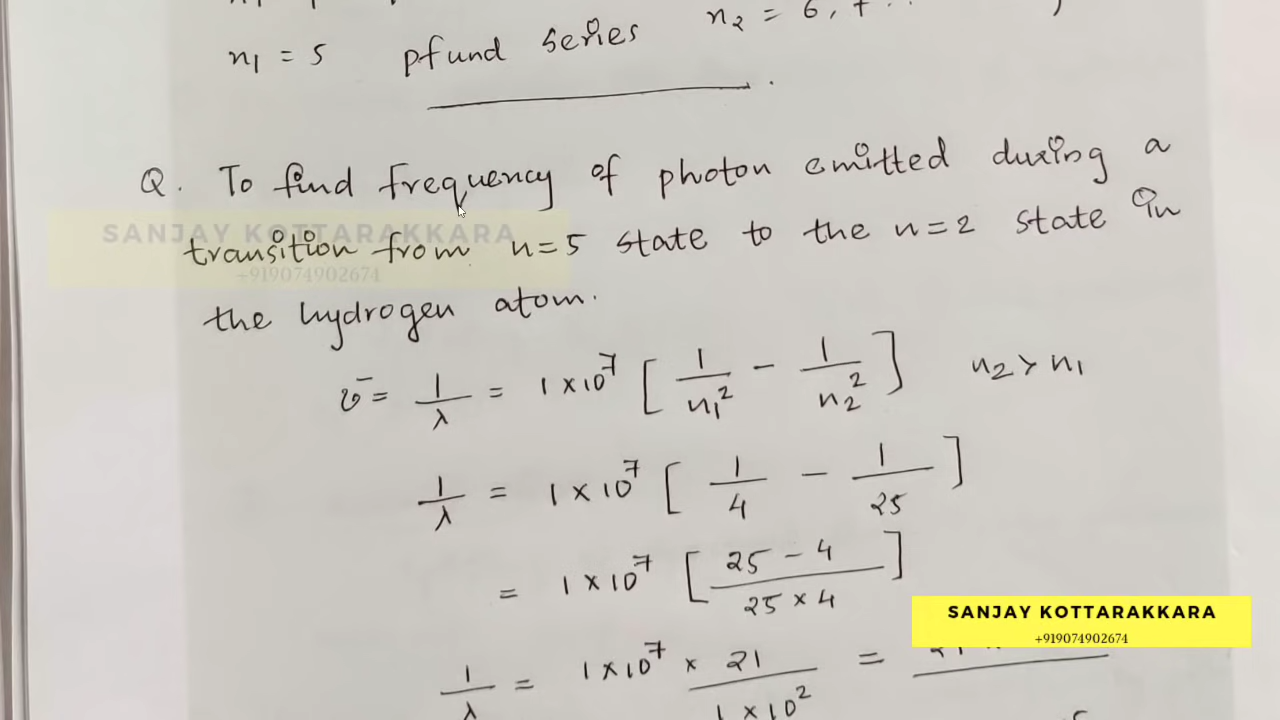 n₂ = 6, 7 ...
n₁ = 5 pfund series
Q. To find frequency of photon emitted during a
transition from n=5 state to the n=2 state in
the hydrogen atom.
ν̄ = 1/λ = 1 × 10⁷ [ 1/n₁² − 1/n₂² ] n₂ > n₁
1/λ = 1 × 10⁷ [ 1/4 − 1/25 ]
= 1 × 10⁷ [ (25 − 4)/(25 × 4) ]
1/λ = 1 × 10⁷ × 21/(1 × 10²) =
SANJAY KOTTARAKKARA
+919074902674
SANJAY KOTTARAKKARA
+919074902674